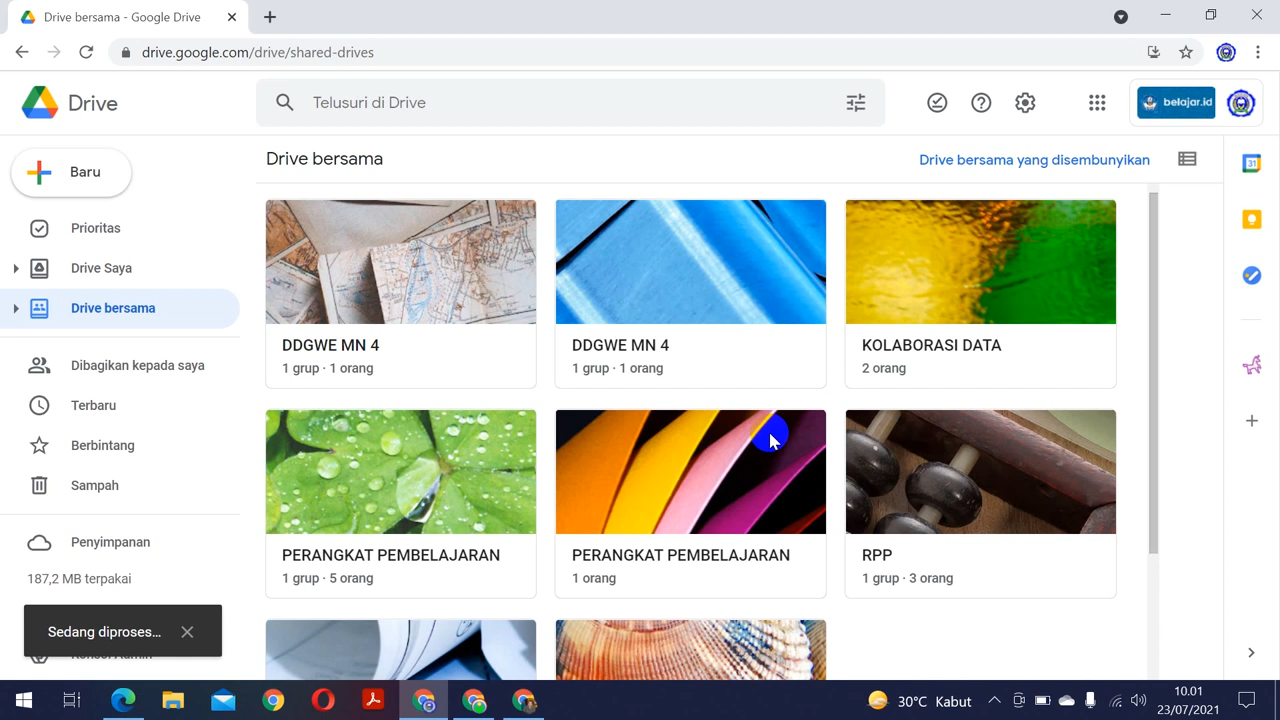 Drive bersama - Google Drive
drive.google.com/drive/shared-drives
Drive
Telusuri di Drive
belajar.id
Baru
Prioritas
Drive Saya
Drive bersama
Dibagikan kepada saya
Terbaru
Berbintang
Sampah
Penyimpanan
187,2 MB terpakai
Sedang diproses...
Drive bersama
Drive bersama yang disembunyikan
DDGWE MN 4
1 grup · 1 orang
DDGWE MN 4
1 grup · 1 orang
KOLABORASI DATA
2 orang
PERANGKAT PEMBELAJARAN
1 grup · 5 orang
PERANGKAT PEMBELAJARAN
1 orang
RPP
1 grup · 3 orang
31
30°C Kabut
10.01
23/07/2021